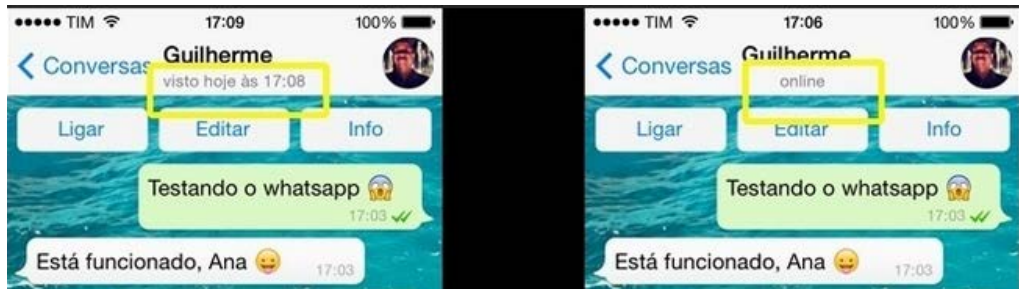 TIM 17:09 100%
Conversas Guilherme
visto hoje às 17:08
Ligar Editar Info
Testando o whatsapp 😱
17:03
Está funcionado, Ana 😛 17:03
TIM 17:06 100%
Conversas Guilherme
online
Ligar Editar Info
Testando o whatsapp 😱
17:03
Está funcionado, Ana 😛 17:03